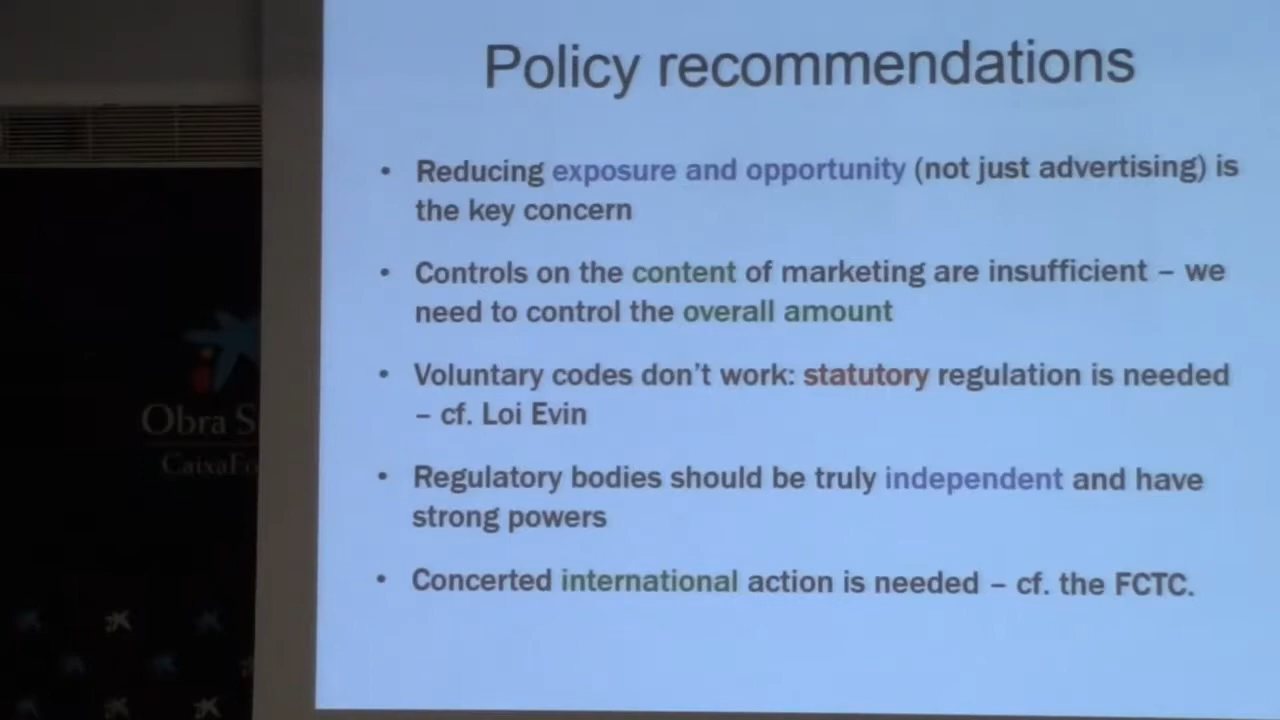 Policy recommendations
• Reducing exposure and opportunity (not just advertising) is
the key concern
• Controls on the content of marketing are insufficient – we
need to control the overall amount
• Voluntary codes don't work: statutory regulation is needed
– cf. Loi Evin
• Regulatory bodies should be truly independent and have
strong powers
• Concerted international action is needed – cf. the FCTC.
Obra S
CaixaFo